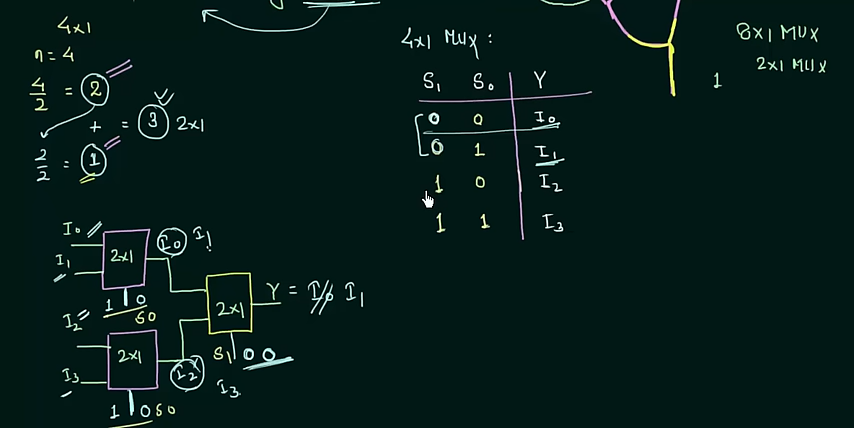 4x1
n = 4
4/2 = 2
+ = 3 2x1
2/2 = 1
4x1 MUX :
S1 S0 Y
0 0 I0
0 1 I1
1 0 I2
1 1 I3
8x1 MUX
2x1 MUX
1
I0
I1
2x1
1 0
S0
I0 I1
I2
I3
2x1
1 0 S0
I2 I3
2x1
S1 0 0
Y = I0 I1